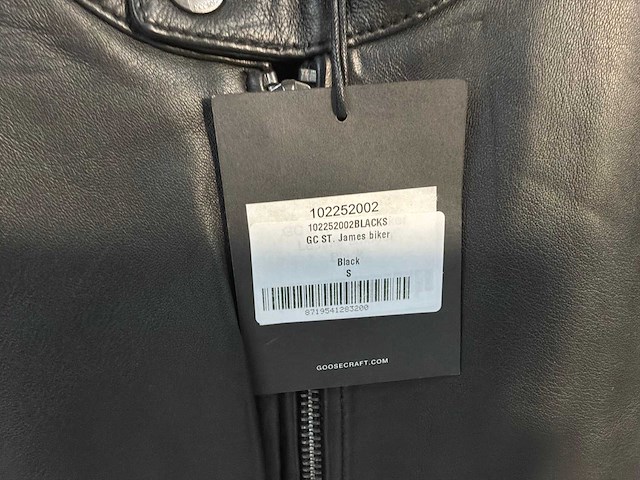 102252002
102252002BLACKS
GC ST. James biker
Black
S
8719541283200
GOOSECRAFT.COM